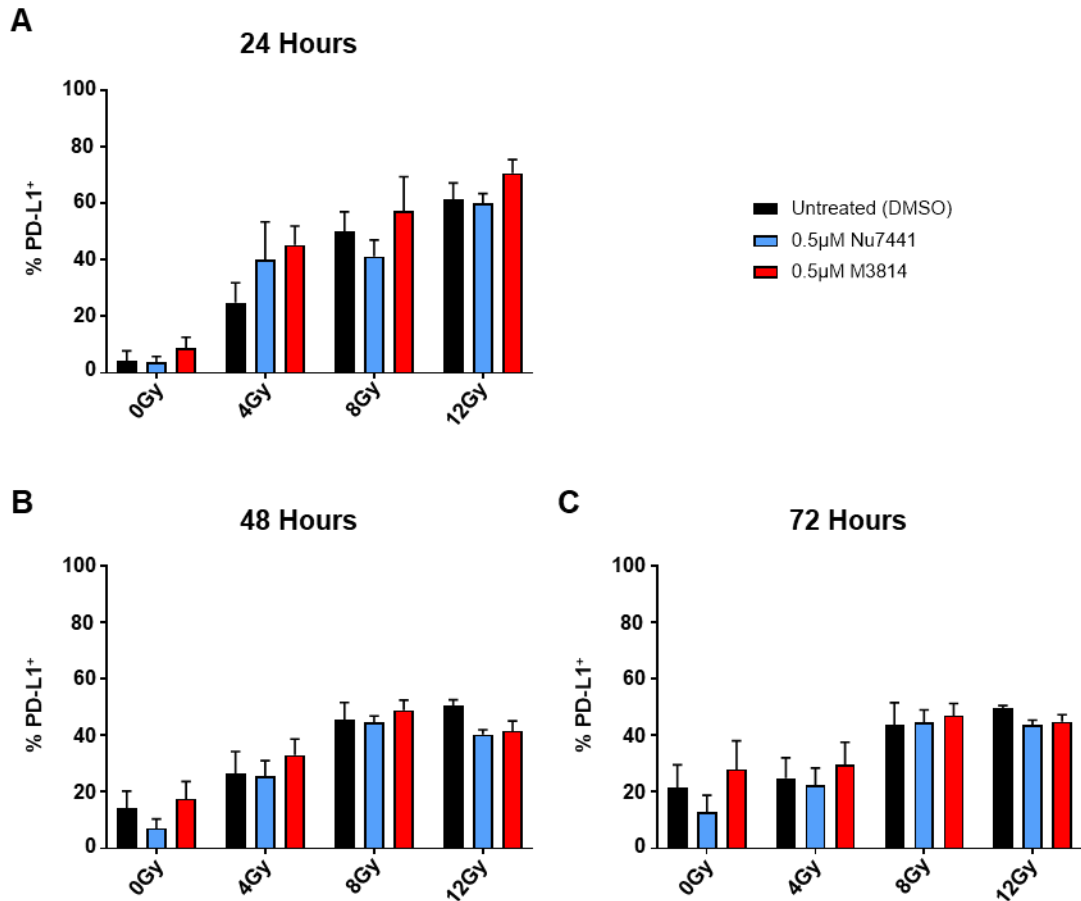 A
24 Hours
% PD-L1+
100
80
60
40
20
0
0Gy
4Gy
8Gy
12Gy
Untreated (DMSO)
0.5µM Nu7441
0.5µM M3814
B
48 Hours
% PD-L1+
100
80
60
40
20
0
0Gy
4Gy
8Gy
12Gy
C
72 Hours
% PD-L1+
100
80
60
40
20
0
0Gy
4Gy
8Gy
12Gy